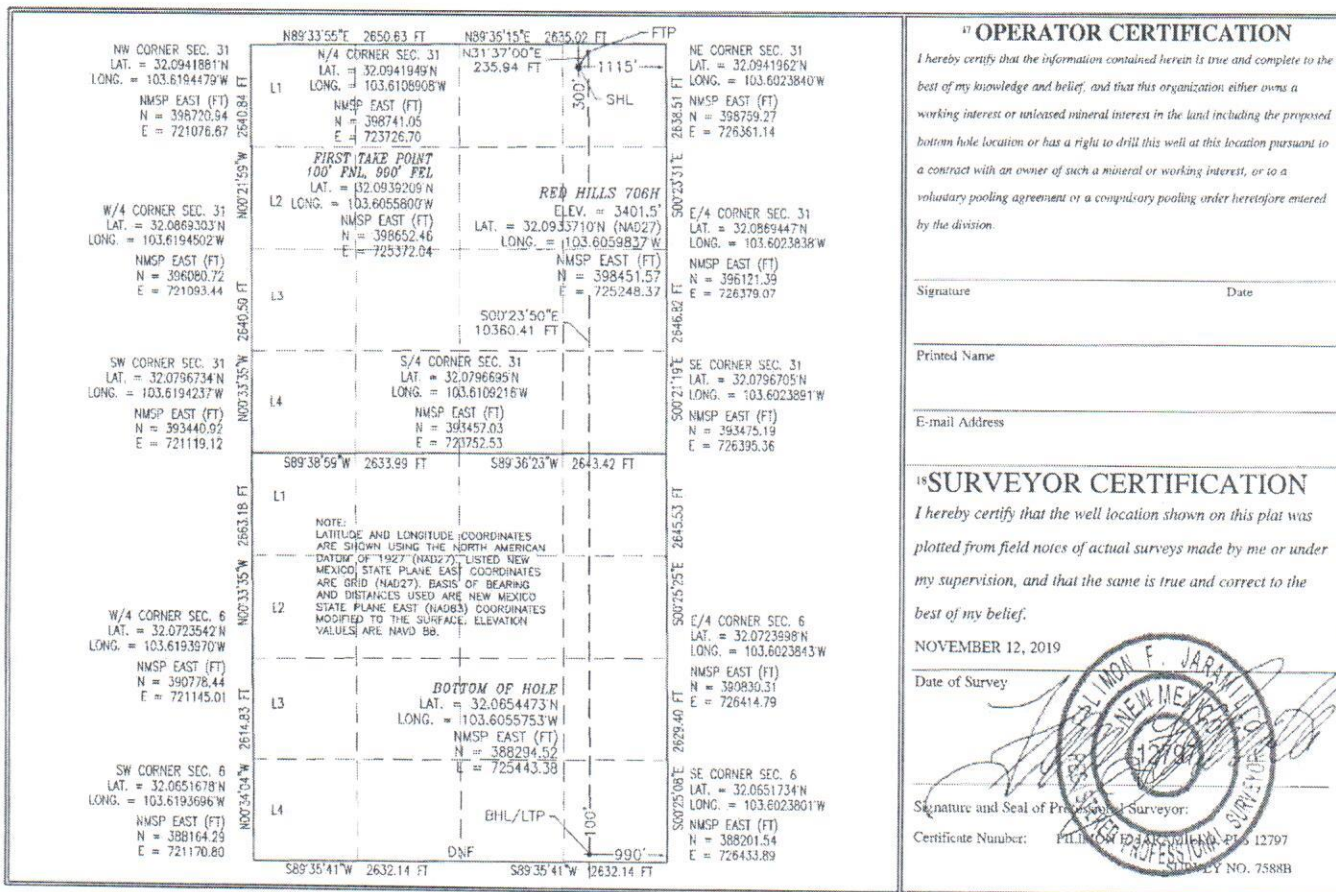 N89°33'55"E 2650.63 FT N89°35'15"E 2635.02 FT
FTP
NW CORNER SEC. 31
LAT. = 32.0941881'N
LONG. = 103.6194479'W
NMSP EAST (FT)
N = 398720.94
E = 721076.67
N/4 CORNER SEC. 31
LAT. = 32.0941949'N
LONG. = 103.6108908'W
NMSP EAST (FT)
N = 398741.05
E = 723726.70
N31°37'00"E
235.94 FT
1115'
300'
SHL
NE CORNER SEC. 31
LAT. = 32.0941962'N
LONG. = 103.6023840'W
NMSP EAST (FT)
N = 398759.27
E = 726361.14
L1
2640.84 FT
N00°21'59"W
2638.51 FT
S00°23'31"E
FIRST TAKE POINT
100' FNL, 990' FEL
LAT. = 32.0939209'N
LONG. = 103.6055800'W
NMSP EAST (FT)
N = 398652.46
E = 725372.04
L2
RED HILLS 706H
ELEV. = 3401.5'
LAT. = 32.0933710'N (NAD27)
LONG. = 103.6059837'W
NMSP EAST (FT)
N = 398451.57
E = 725248.37
W/4 CORNER SEC. 31
LAT. = 32.0869303'N
LONG. = 103.6194502'W
NMSP EAST (FT)
N = 396080.72
E = 721093.44
E/4 CORNER SEC. 31
LAT. = 32.0869447'N
LONG. = 103.6023838'W
NMSP EAST (FT)
N = 396121.39
E = 726379.07
L3
S00°23'50"E
10360.41 FT
2640.50 FT
N00°33'35"W
2646.82 FT
S00°21'19"E
SW CORNER SEC. 31
LAT. = 32.0796734'N
LONG. = 103.6194237'W
NMSP EAST (FT)
N = 393440.92
E = 721119.12
S/4 CORNER SEC. 31
LAT. = 32.0796695'N
LONG. = 103.6109216'W
NMSP EAST (FT)
N = 393457.03
E = 723752.53
SE CORNER SEC. 31
LAT. = 32.0796705'N
LONG. = 103.6023891'W
NMSP EAST (FT)
N = 393475.19
E = 726395.36
L4
S89°38'59"W 2633.99 FT S89°36'23"W 2643.42 FT
L1
2663.18 FT
N00°33'35"W
2645.53 FT
S00°25'25"E
NOTE:
LATITUDE AND LONGITUDE COORDINATES
ARE SHOWN USING THE NORTH AMERICAN
DATUM OF 1927 (NAD27). LISTED NEW
MEXICO STATE PLANE EAST COORDINATES
ARE GRID (NAD27). BASIS OF BEARING
AND DISTANCES USED ARE NEW MEXICO
STATE PLANE EAST (NAD83) COORDINATES
MODIFIED TO THE SURFACE. ELEVATION
VALUES ARE NAVD 88.
L2
W/4 CORNER SEC. 6
LAT. = 32.0723542'N
LONG. = 103.6193970'W
NMSP EAST (FT)
N = 390778.44
E = 721145.01
E/4 CORNER SEC. 6
LAT. = 32.0723998'N
LONG. = 103.6023843'W
NMSP EAST (FT)
N = 390830.31
E = 726414.79
L3
BOTTOM OF HOLE
LAT. = 32.0654473'N
LONG. = 103.6055753'W
NMSP EAST (FT)
N = 388294.52
E = 725443.38
2614.83 FT
N00°34'04"W
2629.40 FT
S00°25'08"E
SW CORNER SEC. 6
LAT. = 32.0651678'N
LONG. = 103.6193696'W
NMSP EAST (FT)
N = 388164.29
E = 721170.80
SE CORNER SEC. 6
LAT. = 32.0651734'N
LONG. = 103.6023801'W
NMSP EAST (FT)
N = 388201.54
E = 726433.89
L4
BHL/LTP
100'
DNF
990'
S89°35'41"W 2632.14 FT S89°35'41"W 2632.14 FT
17 OPERATOR CERTIFICATION
I hereby certify that the information contained herein is true and complete to the
best of my knowledge and belief, and that this organization either owns a
working interest or unleased mineral interest in the land including the proposed
bottom hole location or has a right to drill this well at this location pursuant to
a contract with an owner of such a mineral or working interest, or to a
voluntary pooling agreement or a compulsory pooling order heretofore entered
by the division.
Signature Date
Printed Name
E-mail Address
18 SURVEYOR CERTIFICATION
I hereby certify that the well location shown on this plat was
plotted from field notes of actual surveys made by me or under
my supervision, and that the same is true and correct to the
best of my belief.
NOVEMBER 12, 2019
Date of Survey
FILIMON F. JARAMILLO
NEW MEXICO
12797
REGISTERED PROFESSIONAL SURVEYOR
Signature and Seal of Professional Surveyor:
Certificate Number: FILIMON F. JARAMILLO, PLS 12797
SURVEY NO. 7588B